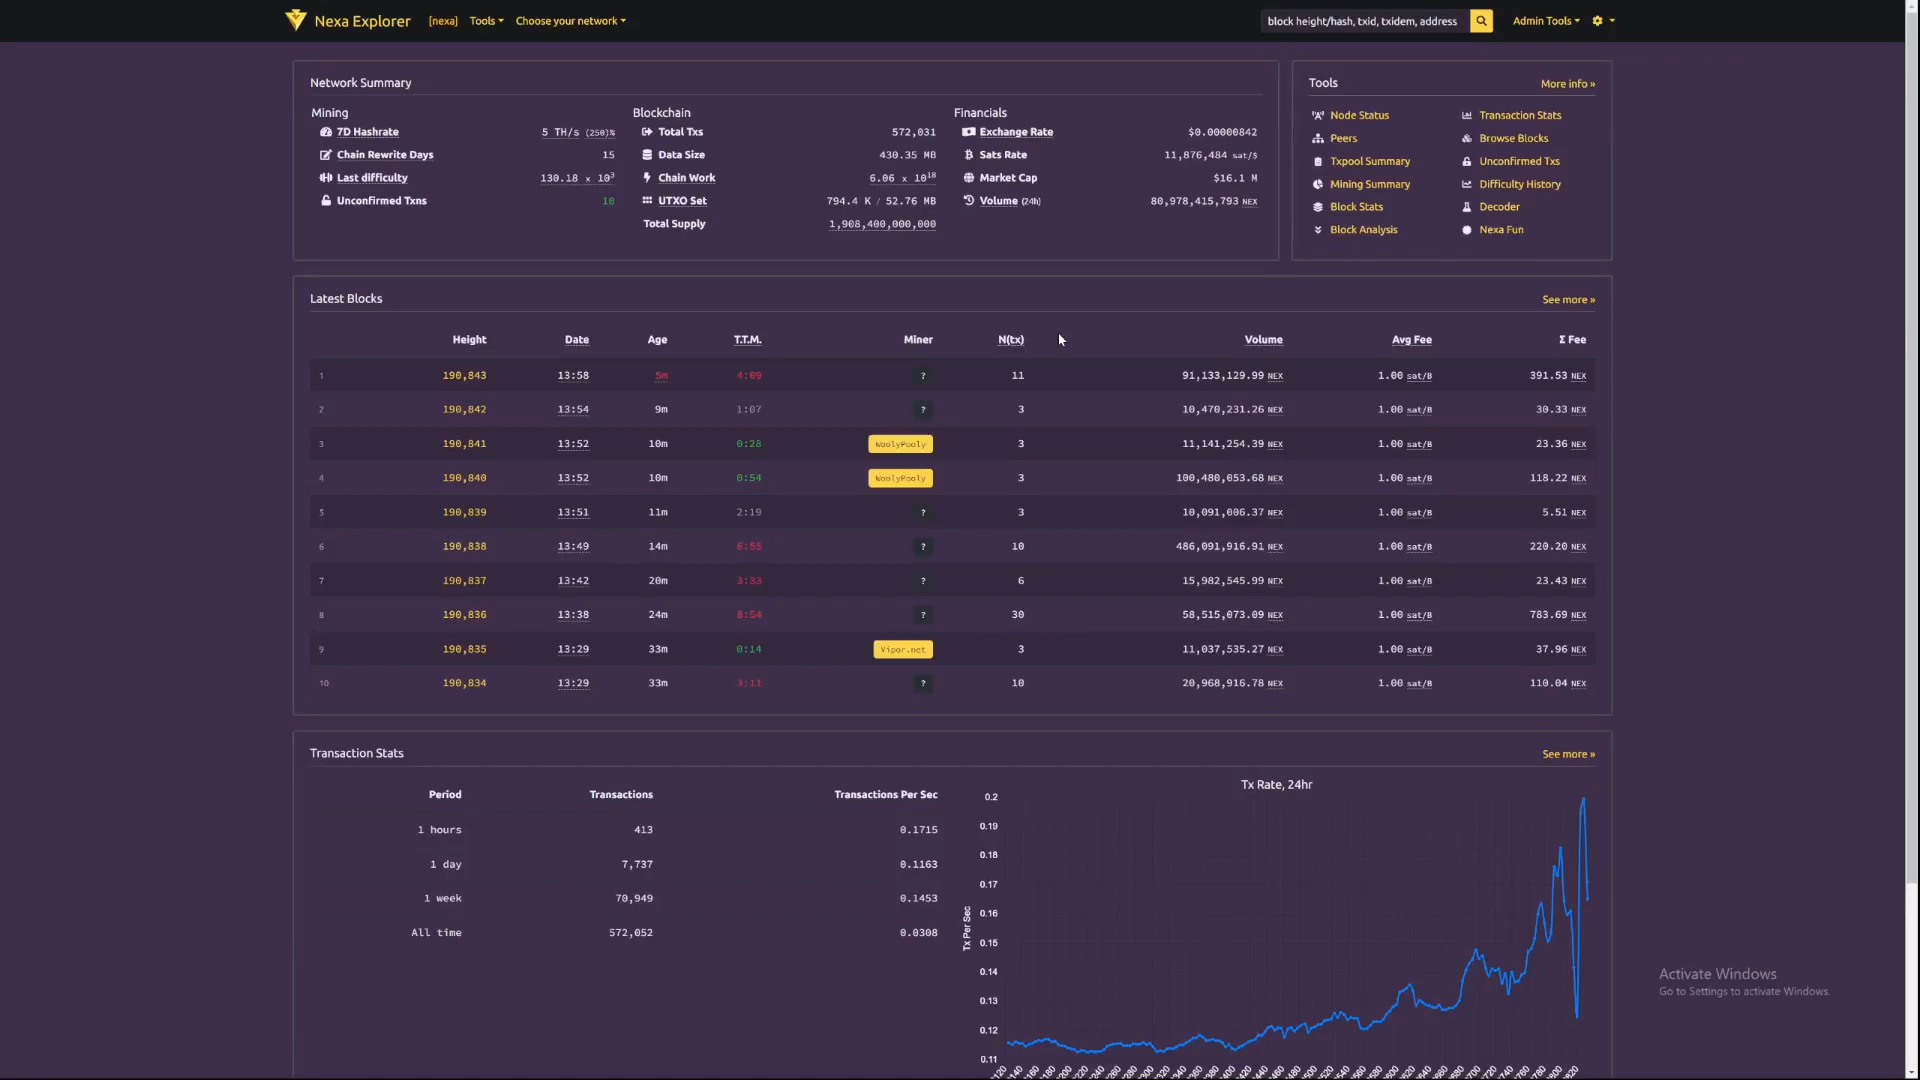 Nexa Explorer [nexa] Tools Choose your network block height/hash, txid, txidem, address Admin Tools
Network Summary
Mining
7D Hashrate 5 TH/s (250)%
Chain Rewrite Days 15
Last difficulty 130.18 x 10³
Unconfirmed Txns 10
Blockchain
Total Txs 572,031
Data Size 430.35 MB
Chain Work 6.06 x 10¹⁸
UTXO Set 794.4 K / 52.76 MB
Total Supply 1,908,400,000,000
Financials
Exchange Rate $0.00000842
Sats Rate 11,876,484 sat/$
Market Cap $16.1 M
Volume (24h) 80,978,415,793 NEX
Tools More info »
Node Status Transaction Stats
Peers Browse Blocks
Txpool Summary Unconfirmed Txs
Mining Summary Difficulty History
Block Stats Decoder
Block Analysis Nexa Fun
Latest Blocks See more »
Height Date Age T.T.M. Miner N(tx) Volume Avg Fee Σ Fee
1 190,843 13:58 5m 4:09 ? 11 91,133,129.99 NEX 1.00 sat/B 391.53 NEX
2 190,842 13:54 9m 1:07 ? 3 10,470,231.26 NEX 1.00 sat/B 30.33 NEX
3 190,841 13:52 10m 0:28 WoolyPooly 3 11,141,254.39 NEX 1.00 sat/B 23.36 NEX
4 190,840 13:52 10m 0:54 WoolyPooly 3 100,480,053.68 NEX 1.00 sat/B 118.22 NEX
5 190,839 13:51 11m 2:19 ? 3 10,091,006.37 NEX 1.00 sat/B 5.51 NEX
6 190,838 13:49 14m 6:55 ? 10 486,091,916.91 NEX 1.00 sat/B 220.20 NEX
7 190,837 13:42 20m 3:33 ? 6 15,982,545.99 NEX 1.00 sat/B 23.43 NEX
8 190,836 13:38 24m 8:54 ? 30 58,515,073.09 NEX 1.00 sat/B 783.69 NEX
9 190,835 13:29 33m 0:14 Vipor.net 3 11,037,535.27 NEX 1.00 sat/B 37.96 NEX
10 190,834 13:29 33m 3:11 ? 10 20,968,916.78 NEX 1.00 sat/B 110.04 NEX
Transaction Stats See more »
Period Transactions Transactions Per Sec
1 hours 413 0.1715
1 day 7,737 0.1163
1 week 70,949 0.1453
All time 572,052 0.0308
Tx Rate, 24hr
Tx Per Sec
0.2
0.19
0.18
0.17
0.16
0.15
0.14
0.13
0.12
0.11
Activate Windows
Go to Settings to activate Windows.